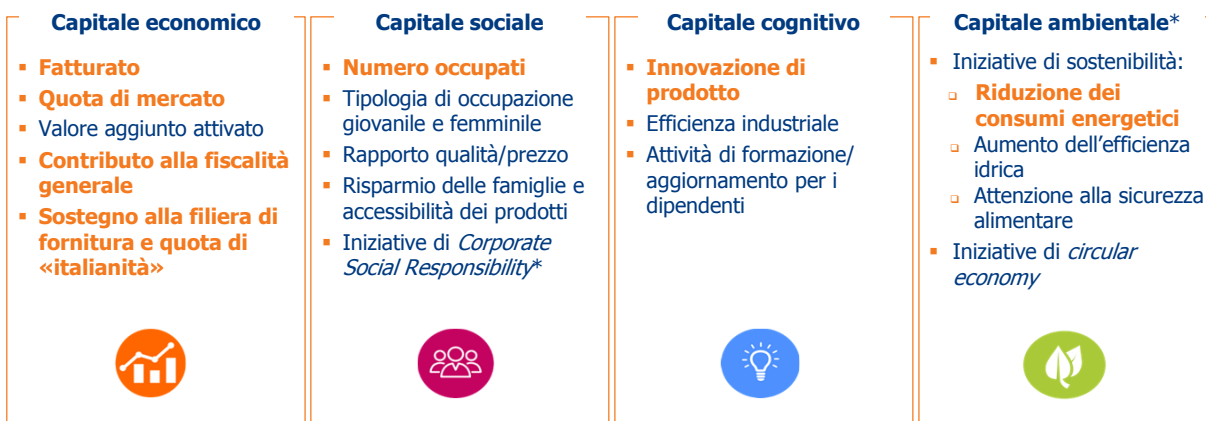 Capitale economico
▪ Fatturato
▪ Quota di mercato
▪ Valore aggiunto attivato
▪ Contributo alla fiscalità
generale
▪ Sostegno alla filiera di
fornitura e quota di
«italianità»
Capitale sociale
▪ Numero occupati
▪ Tipologia di occupazione
giovanile e femminile
▪ Rapporto qualità/prezzo
▪ Risparmio delle famiglie e
accessibilità dei prodotti
▪ Iniziative di Corporate
Social Responsibility*
Capitale cognitivo
▪ Innovazione di
prodotto
▪ Efficienza industriale
▪ Attività di formazione/
aggiornamento per i
dipendenti
Capitale ambientale*
▪ Iniziative di sostenibilità:
❑ Riduzione dei
consumi energetici
❑ Aumento dell'efficienza
idrica
❑ Attenzione alla sicurezza
alimentare
▪ Iniziative di circular
economy